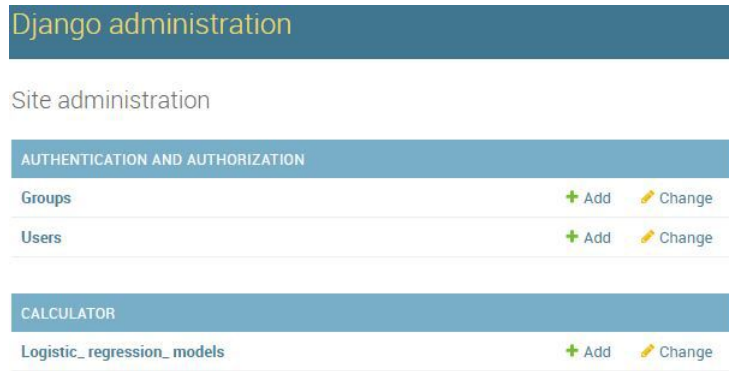 Django administration
Site administration
AUTHENTICATION AND AUTHORIZATION
Groups + Add Change
Users + Add Change
CALCULATOR
Logistic_ regression_ models + Add Change